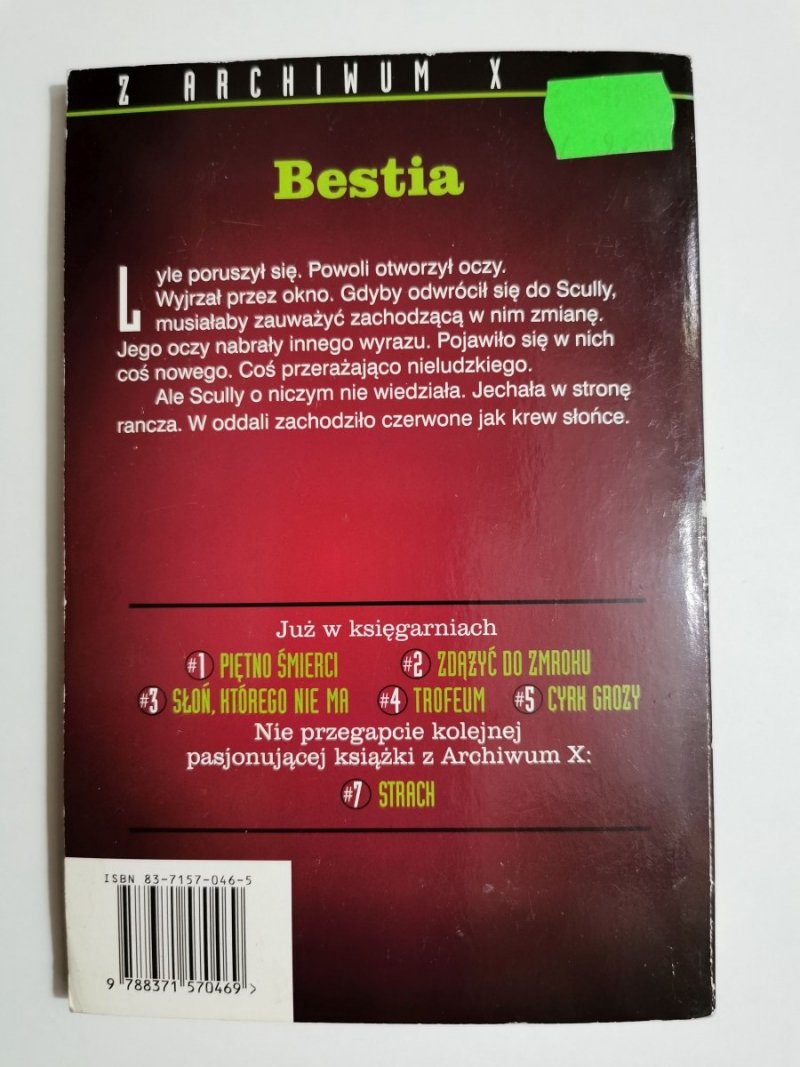 Z ARCHIWUM X
Bestia
Lyle poruszył się. Powoli otworzył oczy.
Wyjrzał przez okno. Gdyby odwrócił się do Scully,
musiałaby zauważyć zachodzącą w nim zmianę.
Jego oczy nabrały innego wyrazu. Pojawiło się w nich
coś nowego. Coś przerażająco nieludzkiego.
Ale Scully o niczym nie wiedziała. Jechała w stronę
rancza. W oddali zachodziło czerwone jak krew słońce.
Już w księgarniach
#1 PIĘTNO ŚMIERCI #2 ZDĄŻYĆ DO ZMROKU
#3 SŁOŃ, KTÓREGO NIE MA #4 TROFEUM #5 CYRK GROZY
Nie przegapcie kolejnej
pasjonującej książki z Archiwum X:
#7 STRACH
ISBN 83-7157-046-5
9 788371 570469 >